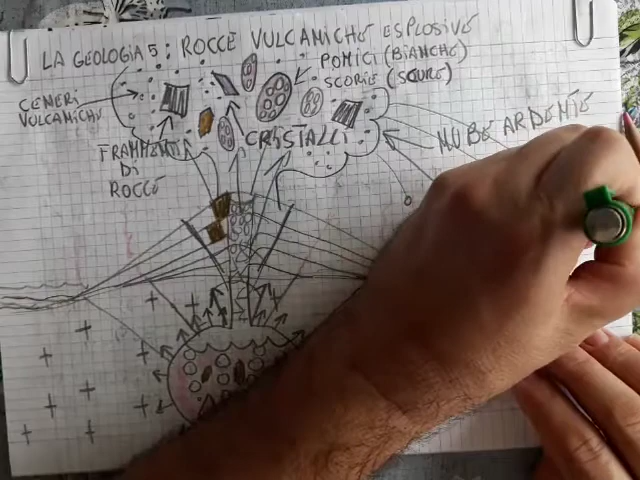 LA GEOLOGIA 5: ROCCE VULCANICHE ESPLOSIVE
POMICI (BIANCHE)
SCORIE (SCURE)
CENERI
VULCANICHE
CRISTALLI
NUBE ARDENTE
FRAMMENTI
DI
ROCCE